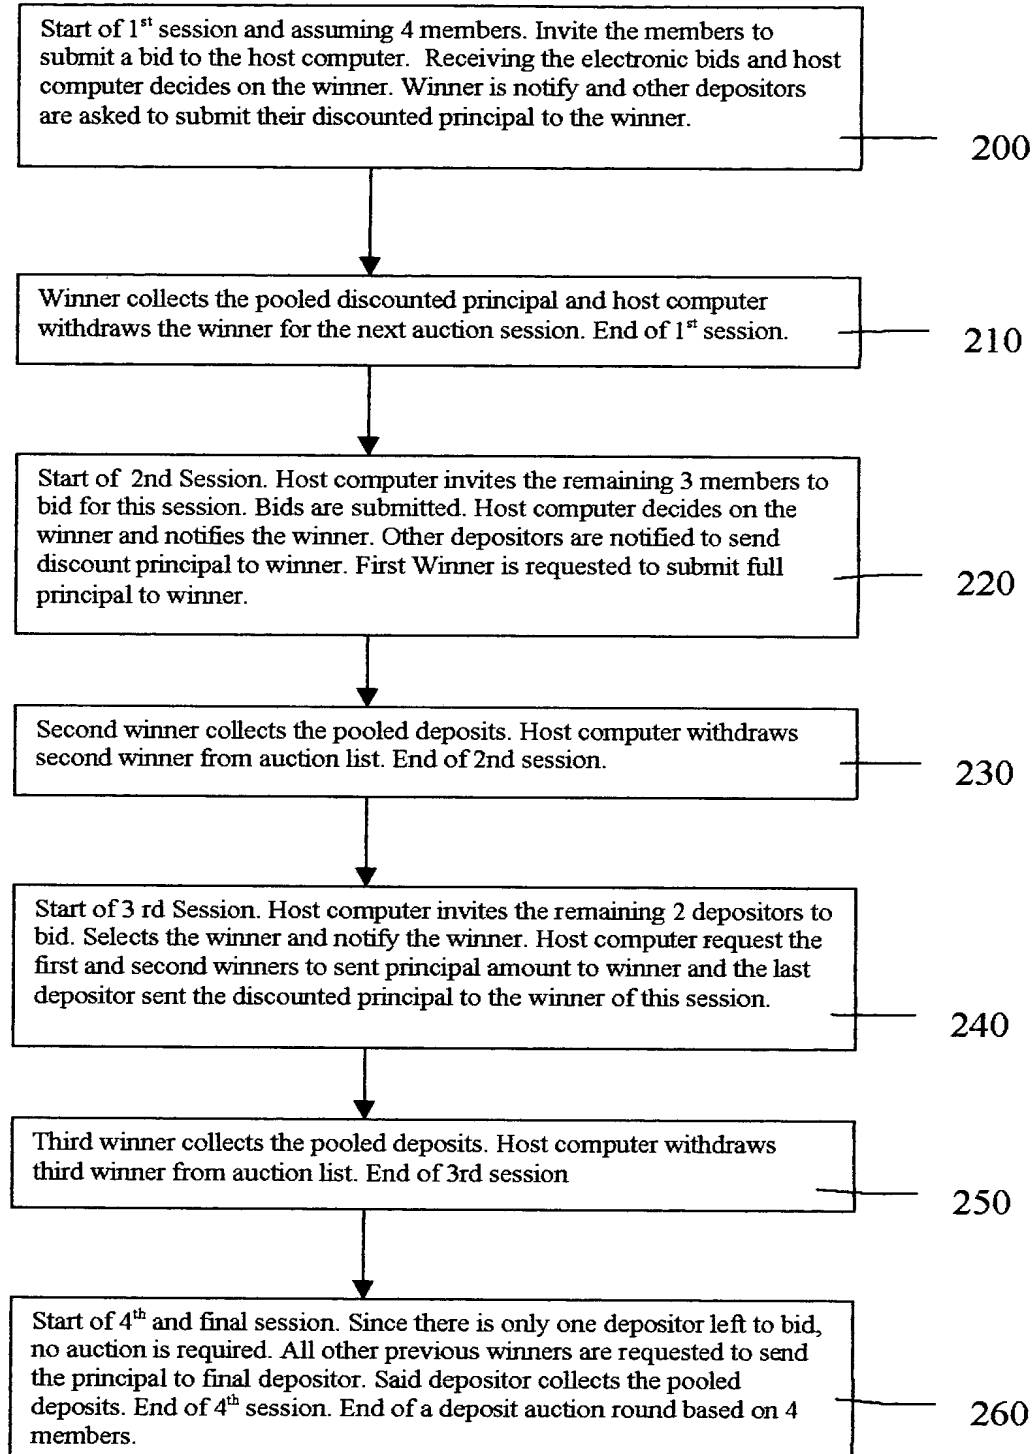 Start of 1st session and assuming 4 members. Invite the members to
submit a bid to the host computer. Receiving the electronic bids and host
computer decides on the winner. Winner is notify and other depositors
are asked to submit their discounted principal to the winner.
200
Winner collects the pooled discounted principal and host computer
withdraws the winner for the next auction session. End of 1st session.
210
Start of 2nd Session. Host computer invites the remaining 3 members to
bid for this session. Bids are submitted. Host computer decides on the
winner and notifies the winner. Other depositors are notified to send
discount principal to winner. First Winner is requested to submit full
principal to winner.
220
Second winner collects the pooled deposits. Host computer withdraws
second winner from auction list. End of 2nd session.
230
Start of 3 rd Session. Host computer invites the remaining 2 depositors to
bid. Selects the winner and notify the winner. Host computer request the
first and second winners to sent principal amount to winner and the last
depositor sent the discounted principal to the winner of this session.
240
Third winner collects the pooled deposits. Host computer withdraws
third winner from auction list. End of 3rd session
250
Start of 4th and final session. Since there is only one depositor left to bid,
no auction is required. All other previous winners are requested to send
the principal to final depositor. Said depositor collects the pooled
deposits. End of 4th session. End of a deposit auction round based on 4
members.
260